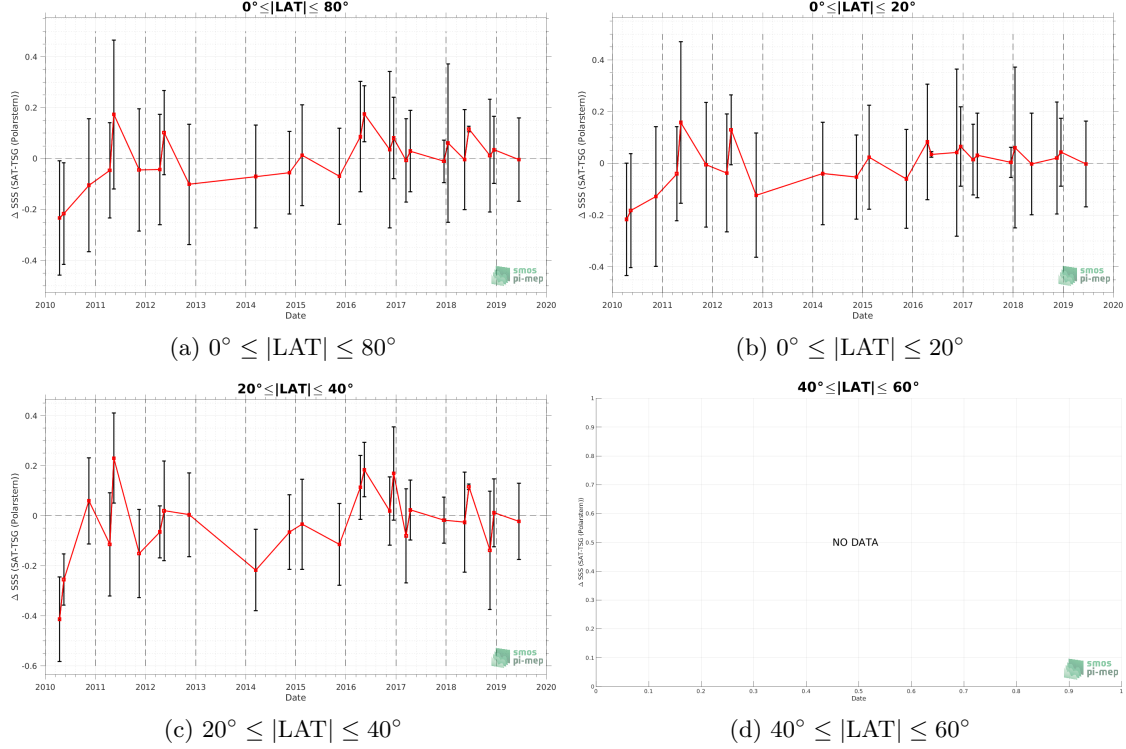 0°≤|LAT|≤ 80°
Δ SSS (SAT-TSG (Polarstern))
0.4
0.2
0
-0.2
-0.4
2010 2011 2012 2013 2014 2015 2016 2017 2018 2019 2020
Date
smos
pi-mep
(a) 0° ≤ |LAT| ≤ 80°
0°≤|LAT|≤ 20°
Δ SSS (SAT-TSG (Polarstern))
0.4
0.2
0
-0.2
-0.4
2010 2011 2012 2013 2014 2015 2016 2017 2018 2019 2020
Date
smos
pi-mep
(b) 0° ≤ |LAT| ≤ 20°
20°≤|LAT|≤ 40°
Δ SSS (SAT-TSG (Polarstern))
0.4
0.2
0
-0.2
-0.4
-0.6
2010 2011 2012 2013 2014 2015 2016 2017 2018 2019 2020
Date
smos
pi-mep
(c) 20° ≤ |LAT| ≤ 40°
40°≤|LAT|≤ 60°
Δ SSS (SAT-TSG (Polarstern))
1
0.9
0.8
0.7
0.6
0.5
0.4
0.3
0.2
0.1
0
NO DATA
0 0.1 0.2 0.3 0.4 0.5 0.6 0.7 0.8 0.9 1
Date
smos
pi-mep
(d) 40° ≤ |LAT| ≤ 60°